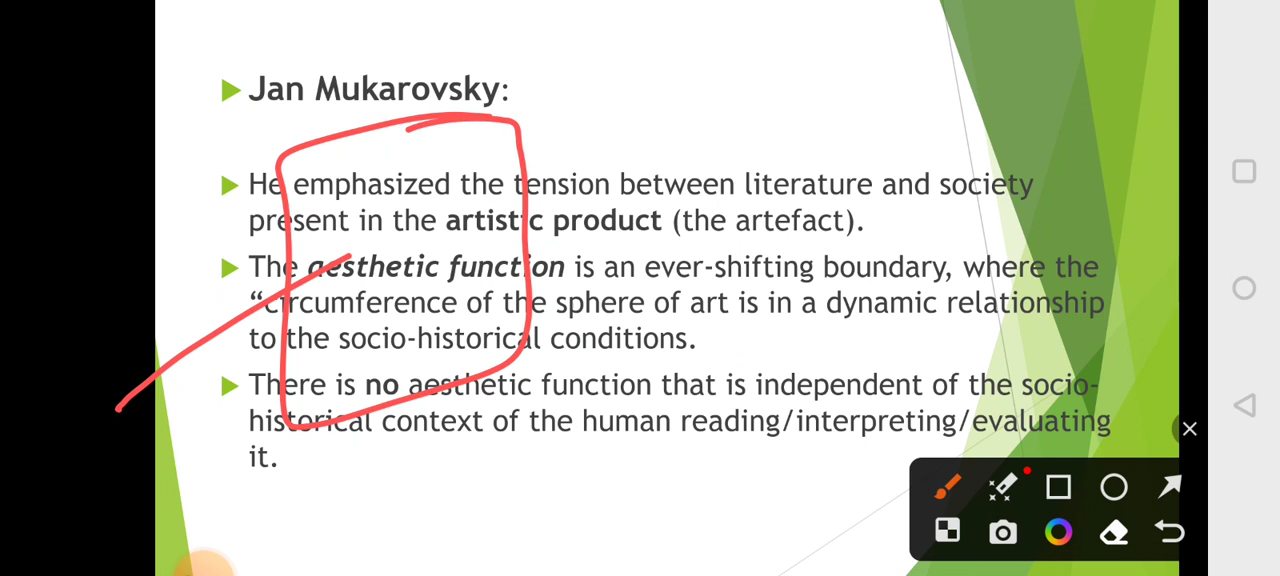 Jan Mukarovsky:
He emphasized the tension between literature and society
present in the artistic product (the artefact).
The aesthetic function is an ever-shifting boundary, where the
“circumference of the sphere of art is in a dynamic relationship
to the socio-historical conditions.
There is no aesthetic function that is independent of the socio-
historical context of the human reading/interpreting/evaluating
it.